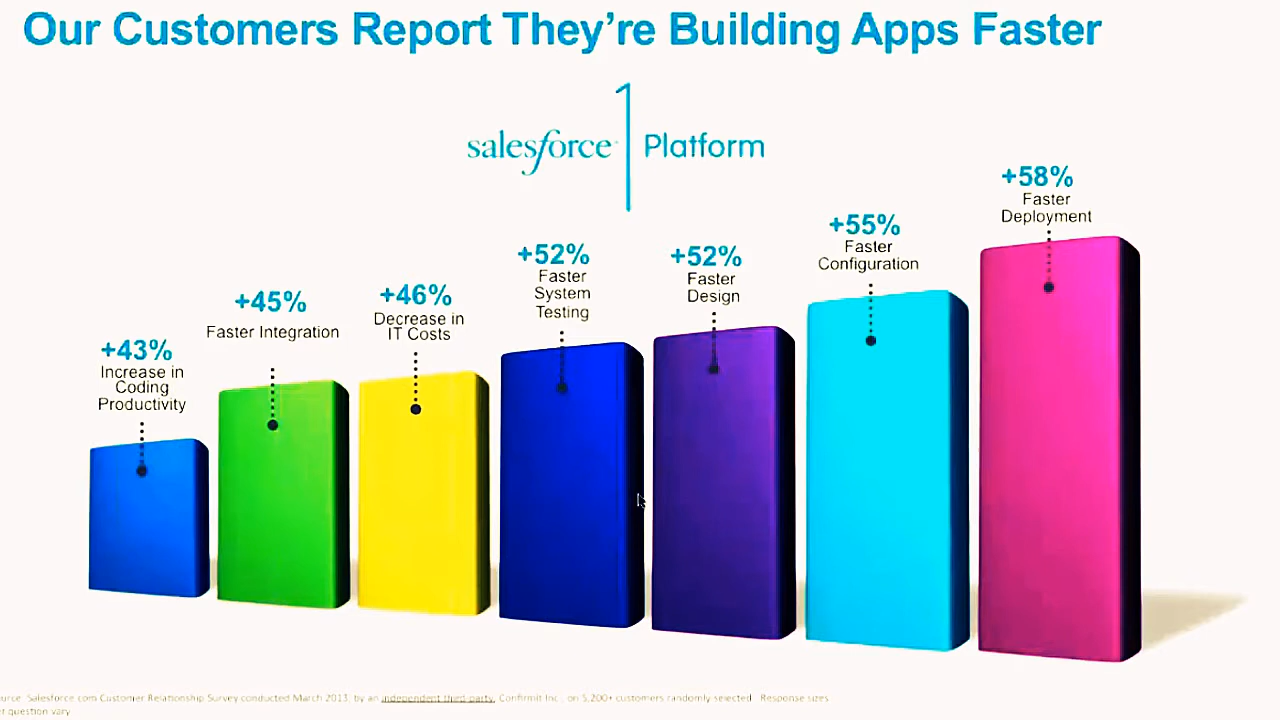 Our Customers Report They're Building Apps Faster
salesforce 1 Platform
+43%
Increase in
Coding
Productivity
+45%
Faster Integration
+46%
Decrease in
IT Costs
+52%
Faster
System
Testing
+52%
Faster
Design
+55%
Faster
Configuration
+58%
Faster
Deployment
Salesforce.com Customer Relationship Survey conducted March 2013, by an independent third-party, Confirmit Inc., on 5,200+ customers randomly selected. Response sizes
question vary